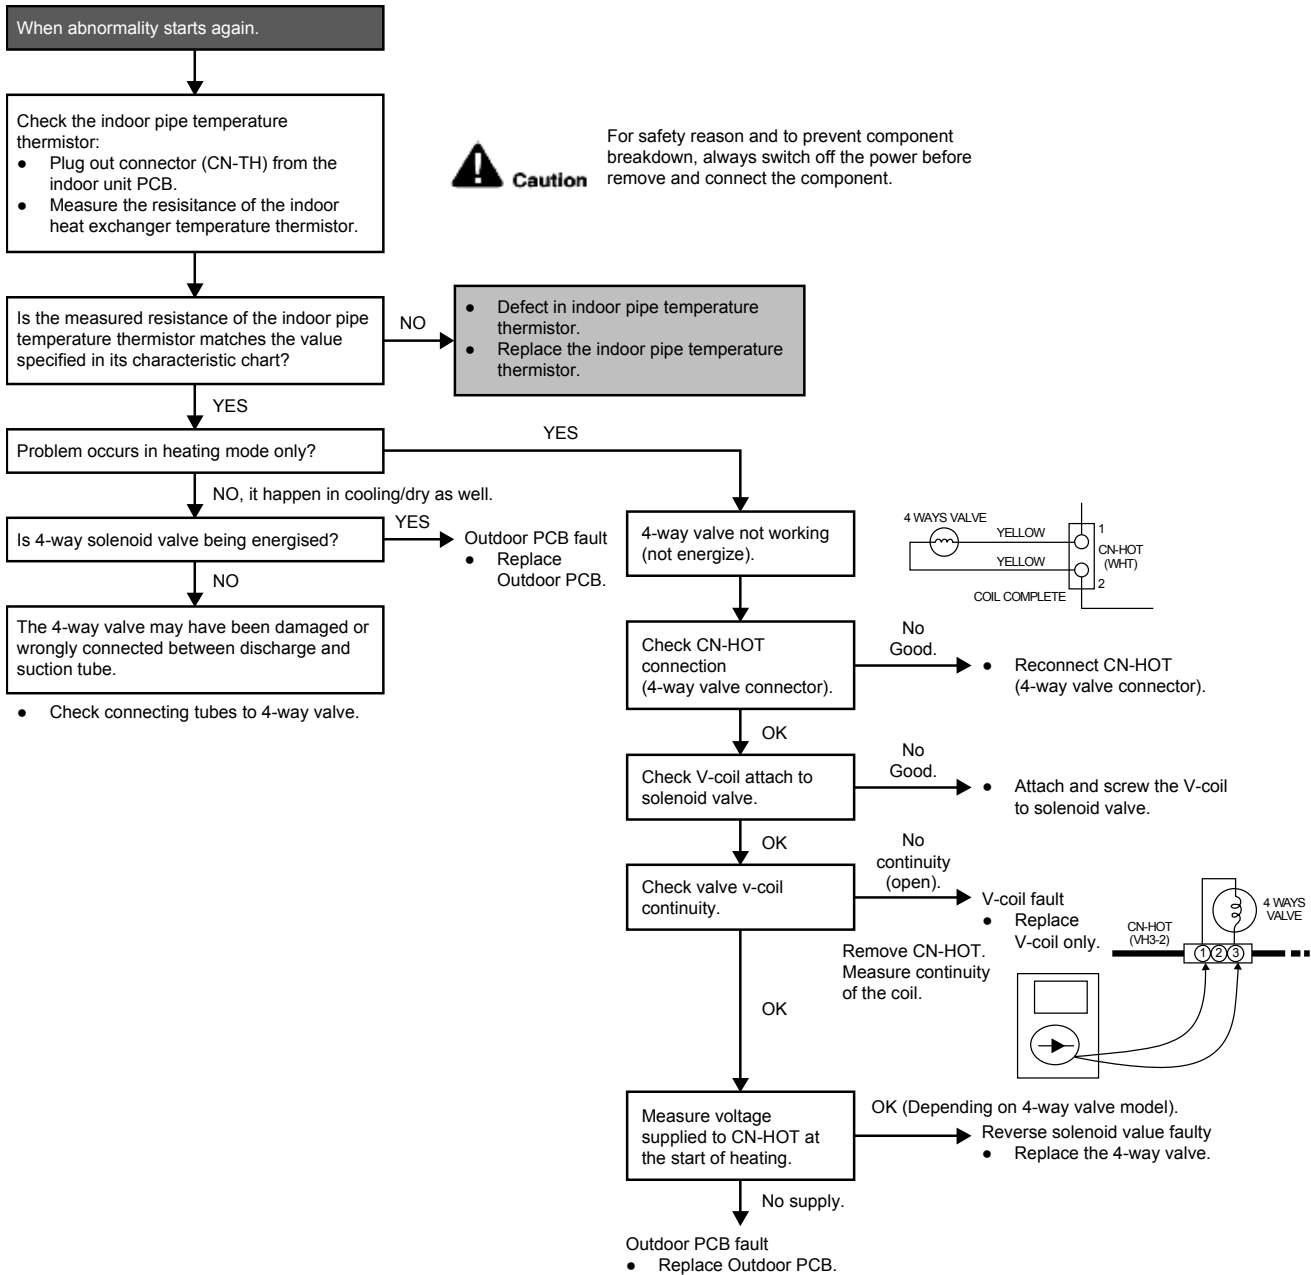 When abnormality starts again.
Check the indoor pipe temperature
thermistor:
● Plug out connector (CN-TH) from the
indoor unit PCB.
● Measure the resisitance of the indoor
heat exchanger temperature thermistor.
Caution
For safety reason and to prevent component
breakdown, always switch off the power before
remove and connect the component.
Is the measured resistance of the indoor pipe
temperature thermistor matches the value
specified in its characteristic chart?
NO
● Defect in indoor pipe temperature
thermistor.
● Replace the indoor pipe temperature
thermistor.
YES
Problem occurs in heating mode only?
YES
NO, it happen in cooling/dry as well.
Is 4-way solenoid valve being energised?
YES
Outdoor PCB fault
● Replace
Outdoor PCB.
NO
The 4-way valve may have been damaged or
wrongly connected between discharge and
suction tube.
● Check connecting tubes to 4-way valve.
4-way valve not working
(not energize).
4 WAYS VALVE
YELLOW
YELLOW
1
CN-HOT
(WHT)
2
COIL COMPLETE
Check CN-HOT
connection
(4-way valve connector).
No
Good.
● Reconnect CN-HOT
(4-way valve connector).
OK
Check V-coil attach to
solenoid valve.
No
Good.
● Attach and screw the V-coil
to solenoid valve.
OK
Check valve v-coil
continuity.
No
continuity
(open).
V-coil fault
● Replace
V-coil only.
Remove CN-HOT.
Measure continuity
of the coil.
CN-HOT
(VH3-2)
4 WAYS
VALVE
1 2 3
OK
Measure voltage
supplied to CN-HOT at
the start of heating.
OK (Depending on 4-way valve model).
Reverse solenoid value faulty
● Replace the 4-way valve.
No supply.
Outdoor PCB fault
● Replace Outdoor PCB.